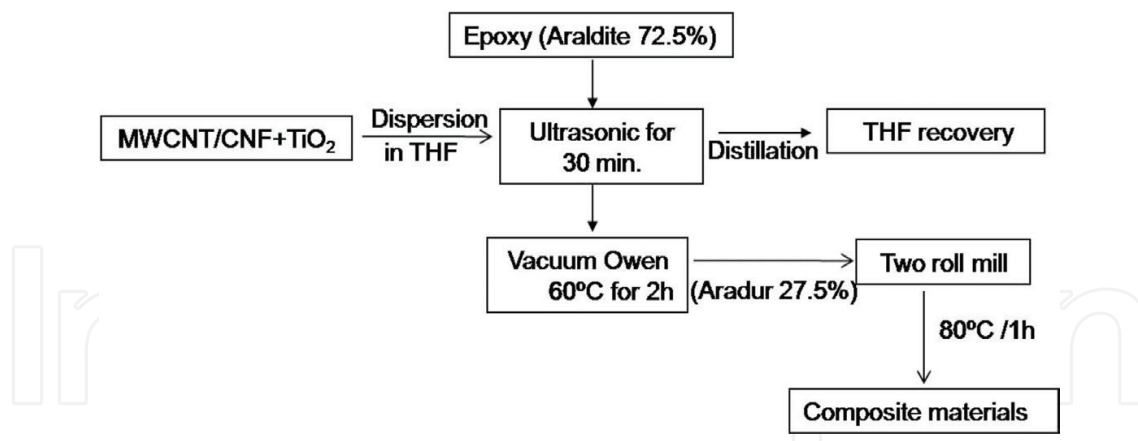 Epoxy (Araldite 72.5%)
MWCNT/CNF+TiO₂
Dispersion
in THF
Ultrasonic for
30 min.
Distillation
THF recovery
Vacuum Owen
60ºC for 2h
(Aradur 27.5%)
Two roll mill
80ºC /1h
Composite materials